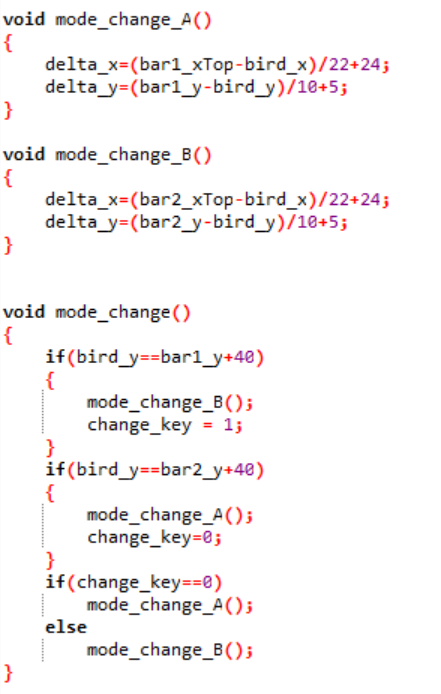 void mode_change_A()
{
    delta_x=(bar1_xTop-bird_x)/22+24;
    delta_y=(bar1_y-bird_y)/10+5;
}

void mode_change_B()
{
    delta_x=(bar2_xTop-bird_x)/22+24;
    delta_y=(bar2_y-bird_y)/10+5;
}

void mode_change()
{
    if(bird_y==bar1_y+40)
    {
        mode_change_B();
        change_key = 1;
    }
    if(bird_y==bar2_y+40)
    {
        mode_change_A();
        change_key=0;
    }
    if(change_key==0)
        mode_change_A();
    else
        mode_change_B();
}